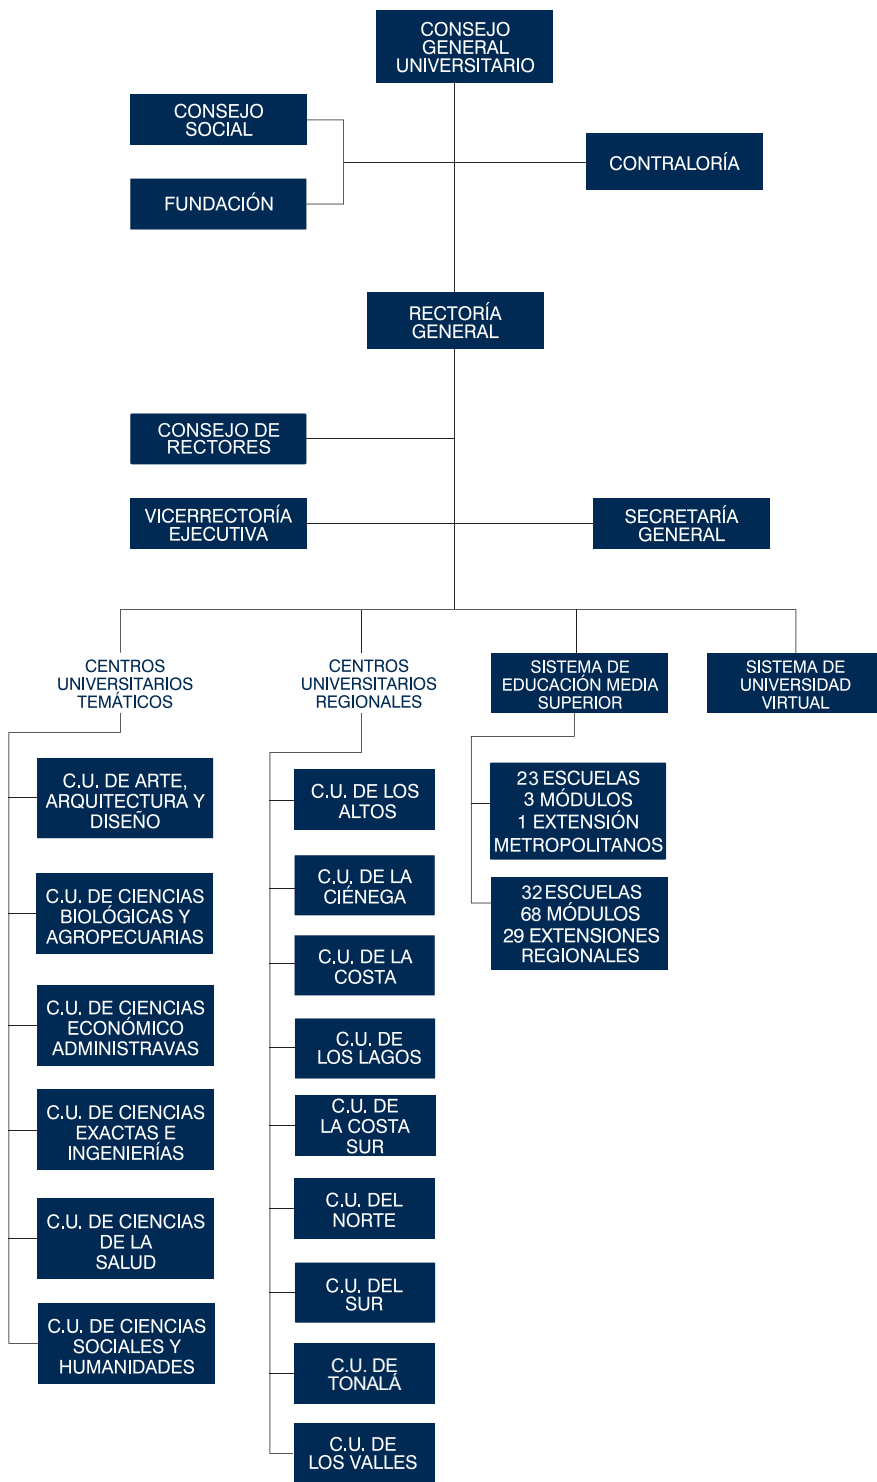 CONSEJO
GENERAL
UNIVERSITARIO
CONSEJO
SOCIAL
CONTRALORÍA
FUNDACIÓN
RECTORÍA
GENERAL
CONSEJO DE
RECTORES
VICERRECTORÍA
EJECUTIVA
SECRETARÍA
GENERAL
CENTROS
UNIVERSITARIOS
TEMÁTICOS
CENTROS
UNIVERSITARIOS
REGIONALES
SISTEMA DE
EDUCACIÓN MEDIA
SUPERIOR
SISTEMA DE
UNIVERSIDAD
VIRTUAL
C.U. DE ARTE,
ARQUITECTURA Y
DISEÑO
C.U. DE CIENCIAS
BIOLÓGICAS Y
AGROPECUARIAS
C.U. DE CIENCIAS
ECONÓMICO
ADMINISTRAVAS
C.U. DE CIENCIAS
EXACTAS E
INGENIERÍAS
C.U. DE CIENCIAS
DE LA
SALUD
C.U. DE CIENCIAS
SOCIALES Y
HUMANIDADES
C.U. DE LOS
ALTOS
C.U. DE LA
CIÉNEGA
C.U. DE LA
COSTA
C.U. DE
LOS LAGOS
C.U. DE
LA COSTA
SUR
C.U. DEL
NORTE
C.U. DEL
SUR
C.U. DE
TONALÁ
C.U. DE
LOS VALLES
23 ESCUELAS
3 MÓDULOS
1 EXTENSIÓN
METROPOLITANOS
32 ESCUELAS
68 MÓDULOS
29 EXTENSIONES
REGIONALES